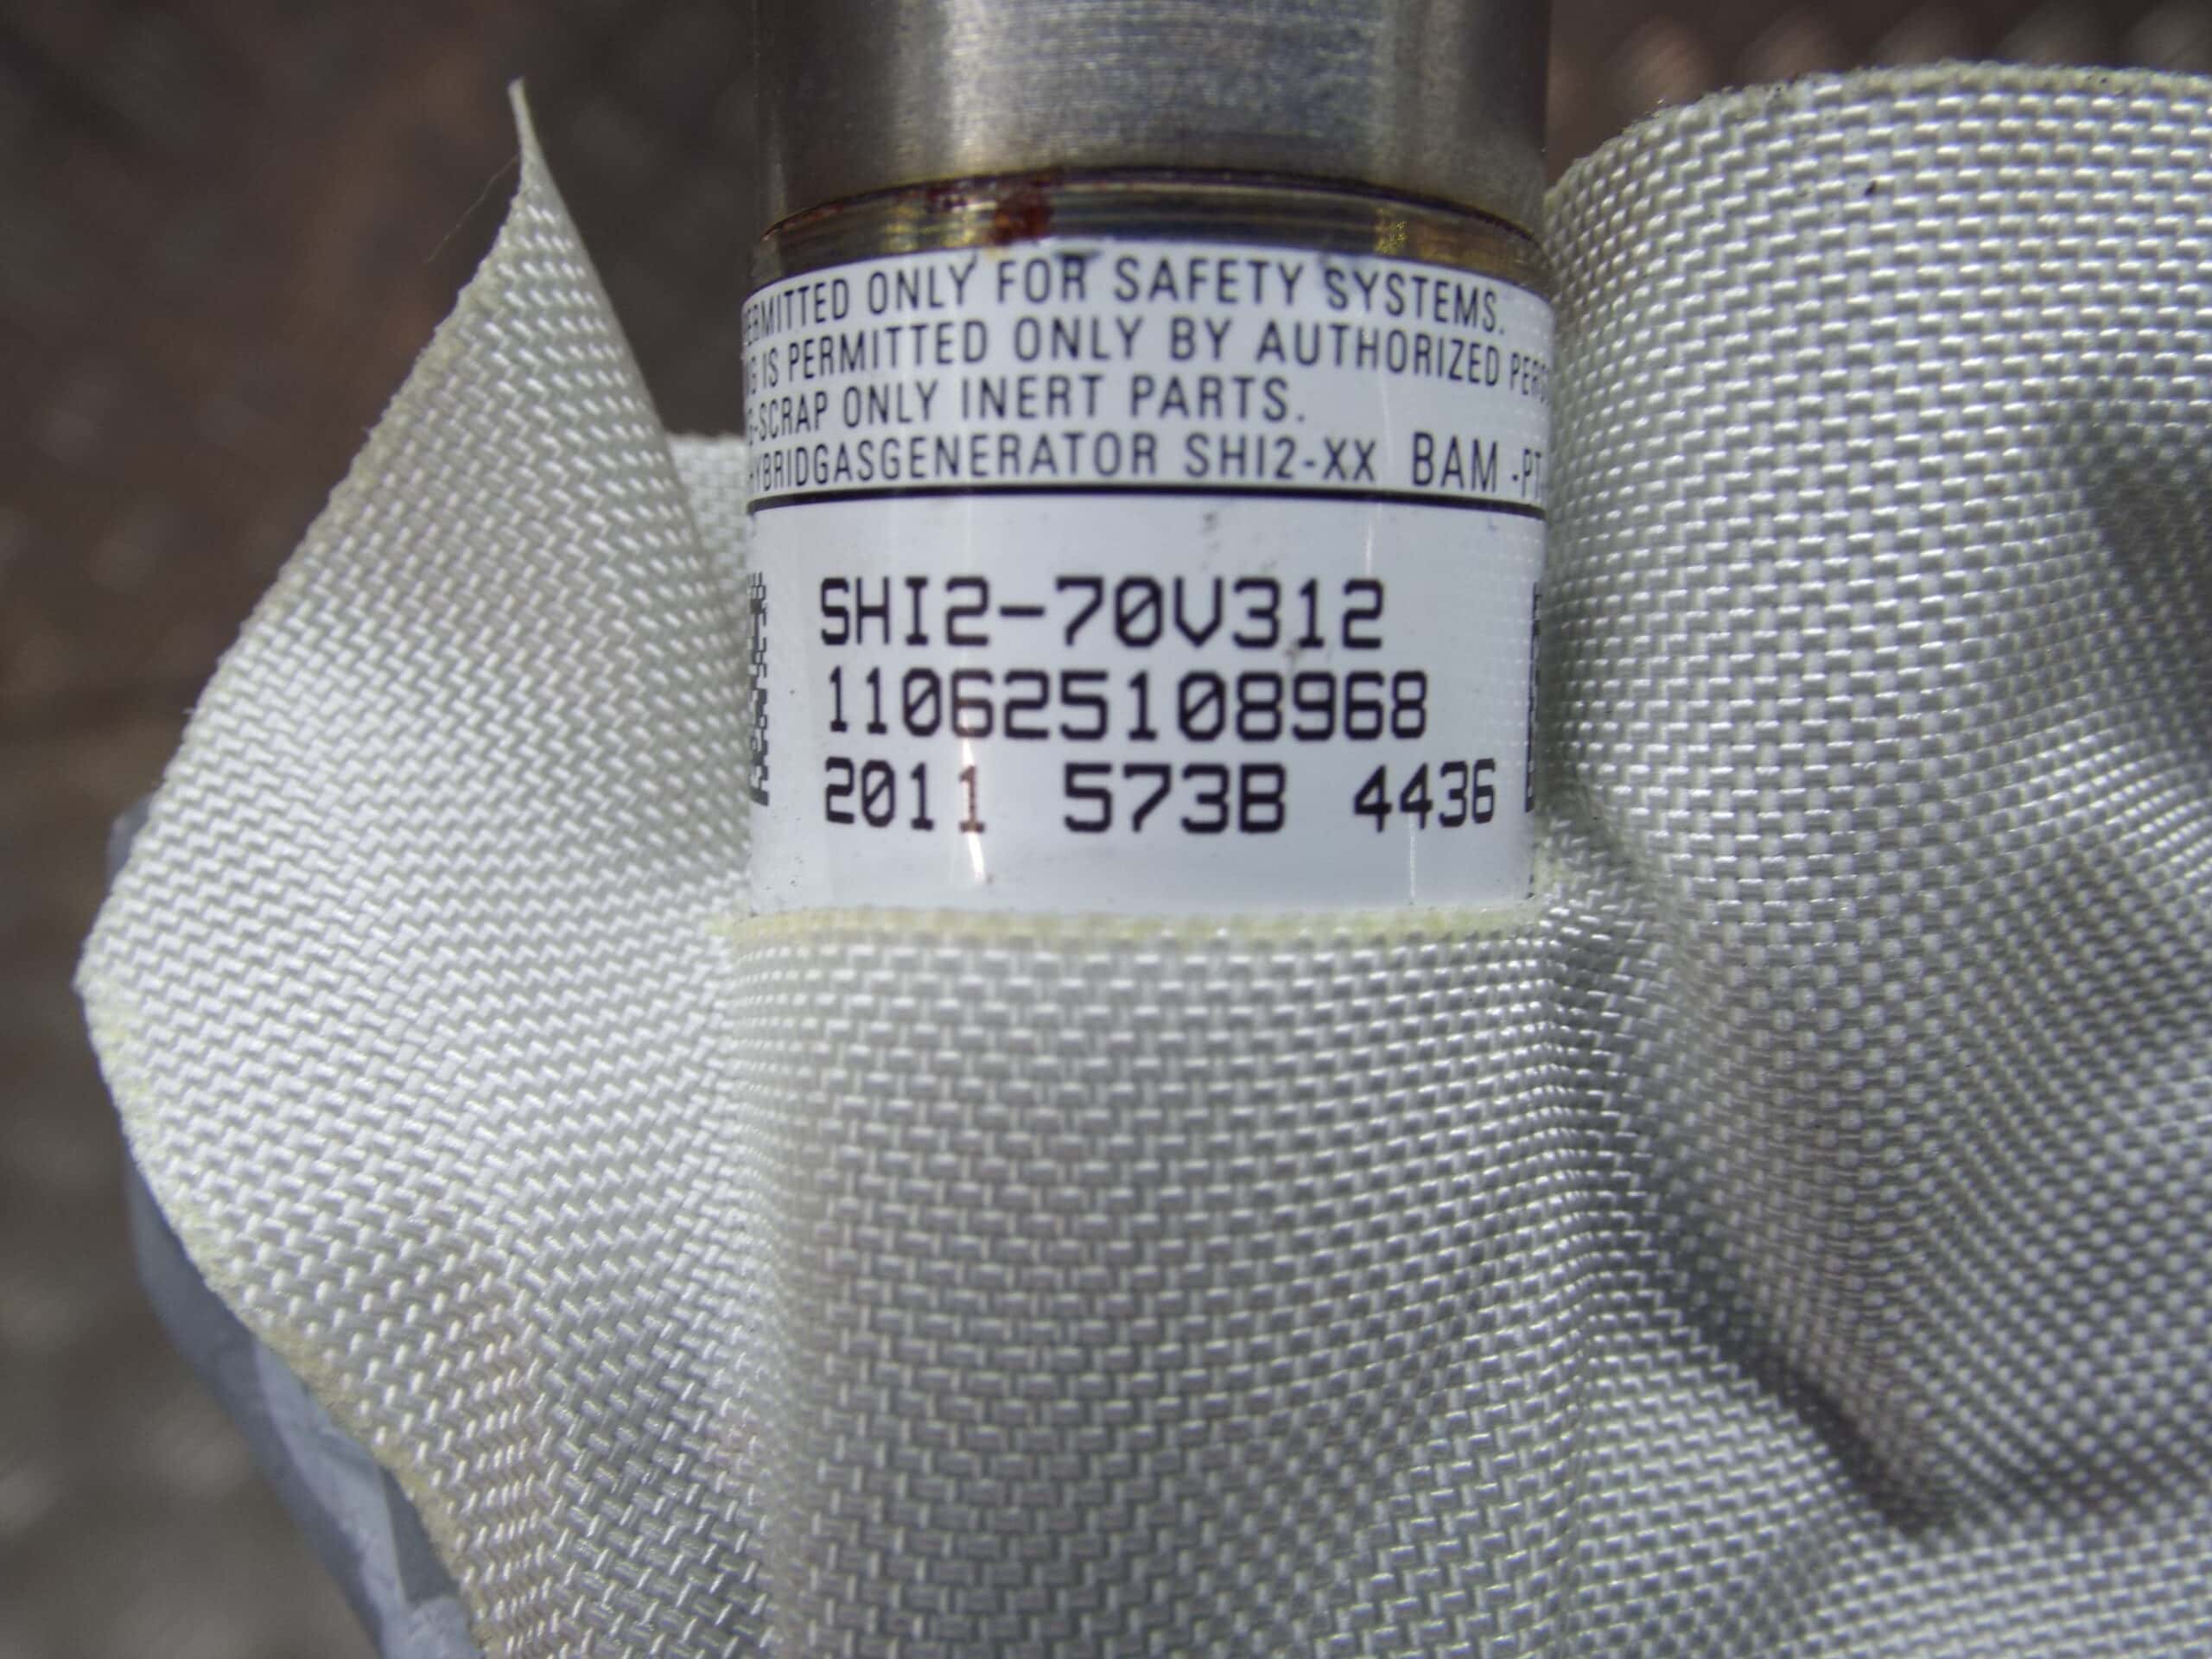 PERMITTED ONLY FOR SAFETY SYSTEMS.
IS PERMITTED ONLY BY AUTHORIZED
-SCRAP ONLY INERT PARTS.
HYBRIDGASGENERATOR SHI2-XX BAM -PT
SHI2-70V312
110625108968
2011 573B 4436